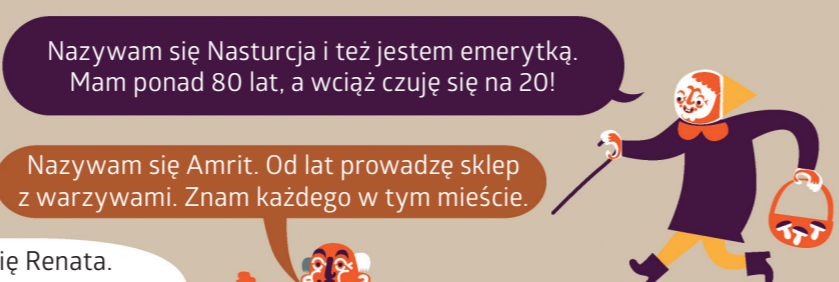 Nazywam się Nasturcja i też jestem emerytką.
Mam ponad 80 lat, a wciąż czuję się na 20!
Nazywam się Amrit. Od lat prowadzę sklep
z warzywami. Znam każdego w tym mieście.
ię Renata.